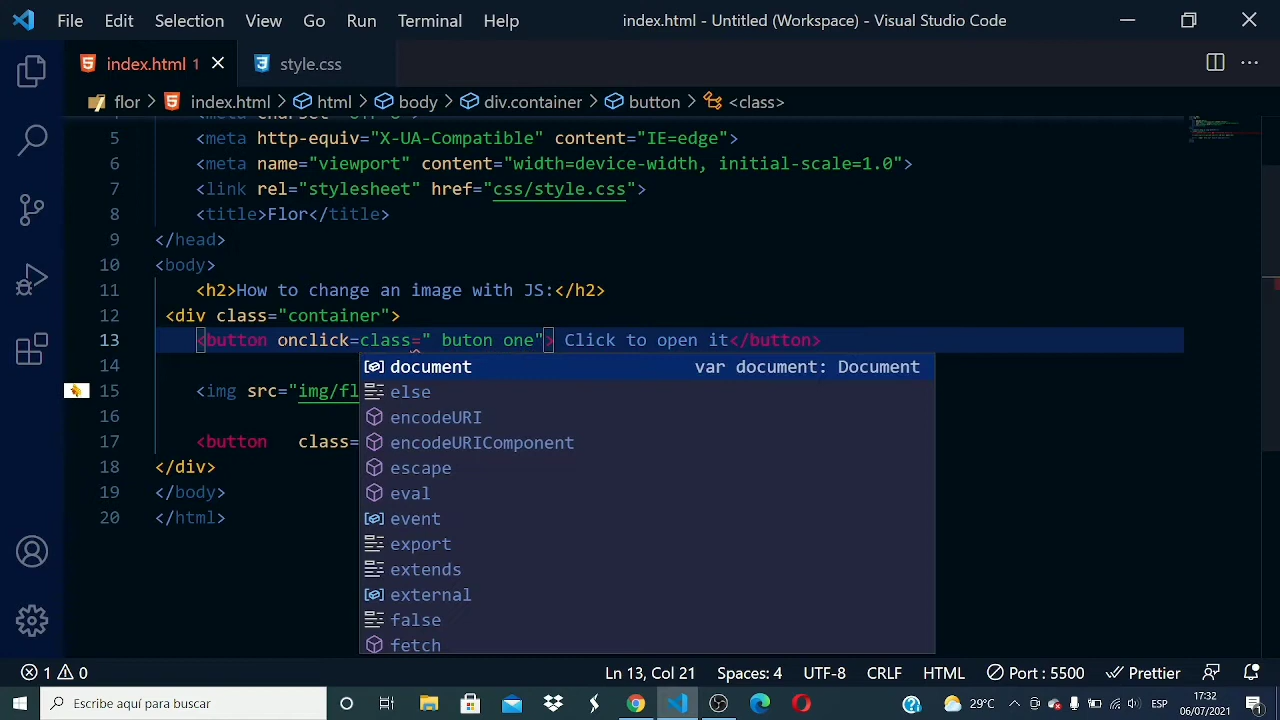 File Edit Selection View Go Run Terminal Help index.html - Untitled (Workspace) - Visual Studio Code
index.html 1 style.css
flor > index.html > html > body > div.container > button > <class>
5 <meta http-equiv="X-UA-Compatible" content="IE=edge">
6 <meta name="viewport" content="width=device-width, initial-scale=1.0">
7 <link rel="stylesheet" href="css/style.css">
8 <title>Flor</title>
9 </head>
10 <body>
11 <h2>How to change an image with JS:</h2>
12 <div class="container">
13 <button onclick=class=" buton one"> Click to open it</button>
14
15 <img src="img/fl
16
17 <button class=
18 </div>
19 </body>
20 </html>
document var document: Document
else
encodeURI
encodeURIComponent
escape
eval
event
export
extends
external
false
fetch
1 0 Ln 13, Col 21 Spaces: 4 UTF-8 CRLF HTML Port : 5500 Prettier
Escribe aquí para buscar 29°C ESP 17:32
06/07/2021